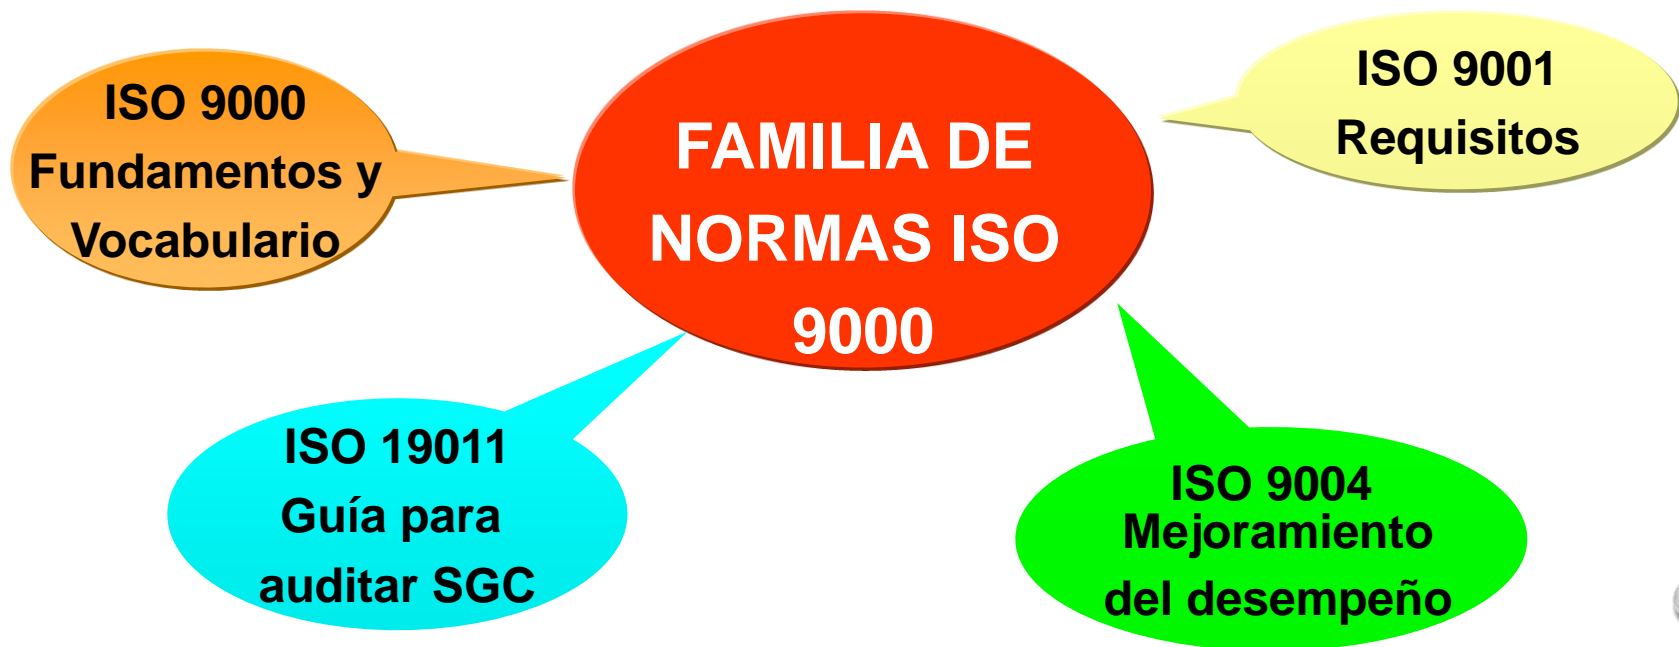 ISO 9000
Fundamentos y
Vocabulario
FAMILIA DE
NORMAS ISO
9000
ISO 9001
Requisitos
ISO 19011
Guía para
auditar SGC
ISO 9004
Mejoramiento
del desempeño